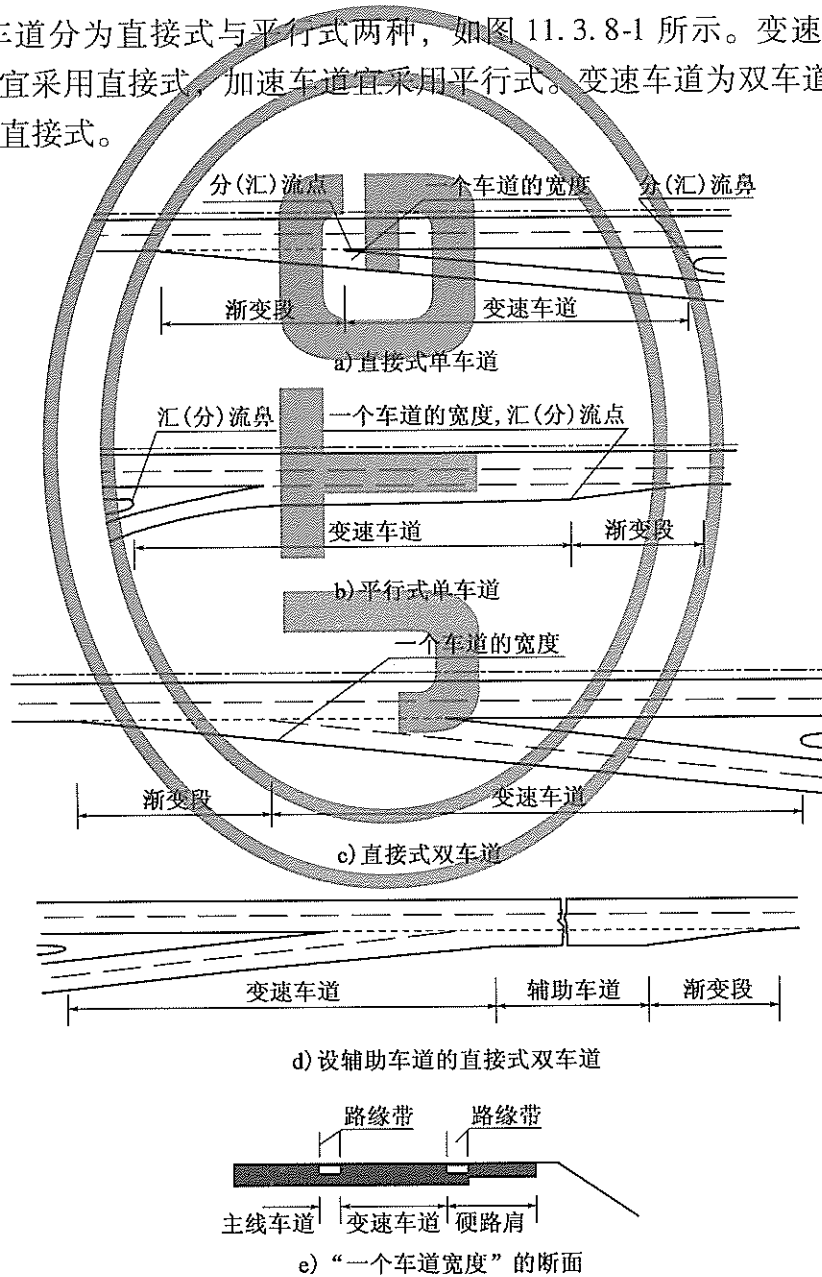 车道分为直接式与平行式两种，如图 11.3.8-1 所示。变速
宜采用直接式，加速车道宜采用平行式。变速车道为双车道
直接式。
分(汇)流点 一个车道的宽度 分(汇)流鼻
渐变段 变速车道
a)直接式单车道
汇(分)流鼻 一个车道的宽度,汇(分)流点
变速车道 渐变段
b)平行式单车道
一个车道的宽度
渐变段 变速车道
c)直接式双车道
变速车道 辅助车道 渐变段
d)设辅助车道的直接式双车道
路缘带 路缘带
主线车道 变速车道 硬路肩
e)“一个车道宽度”的断面